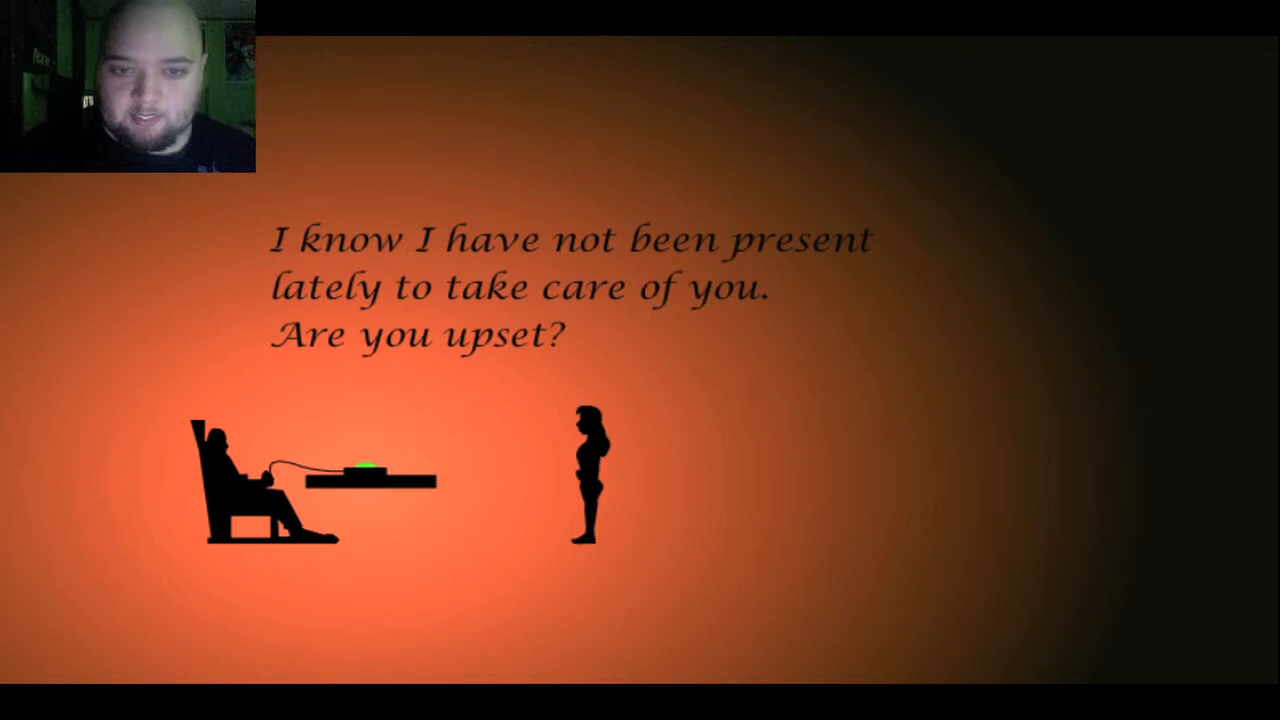 I know I have not been present
lately to take care of you.
Are you upset?